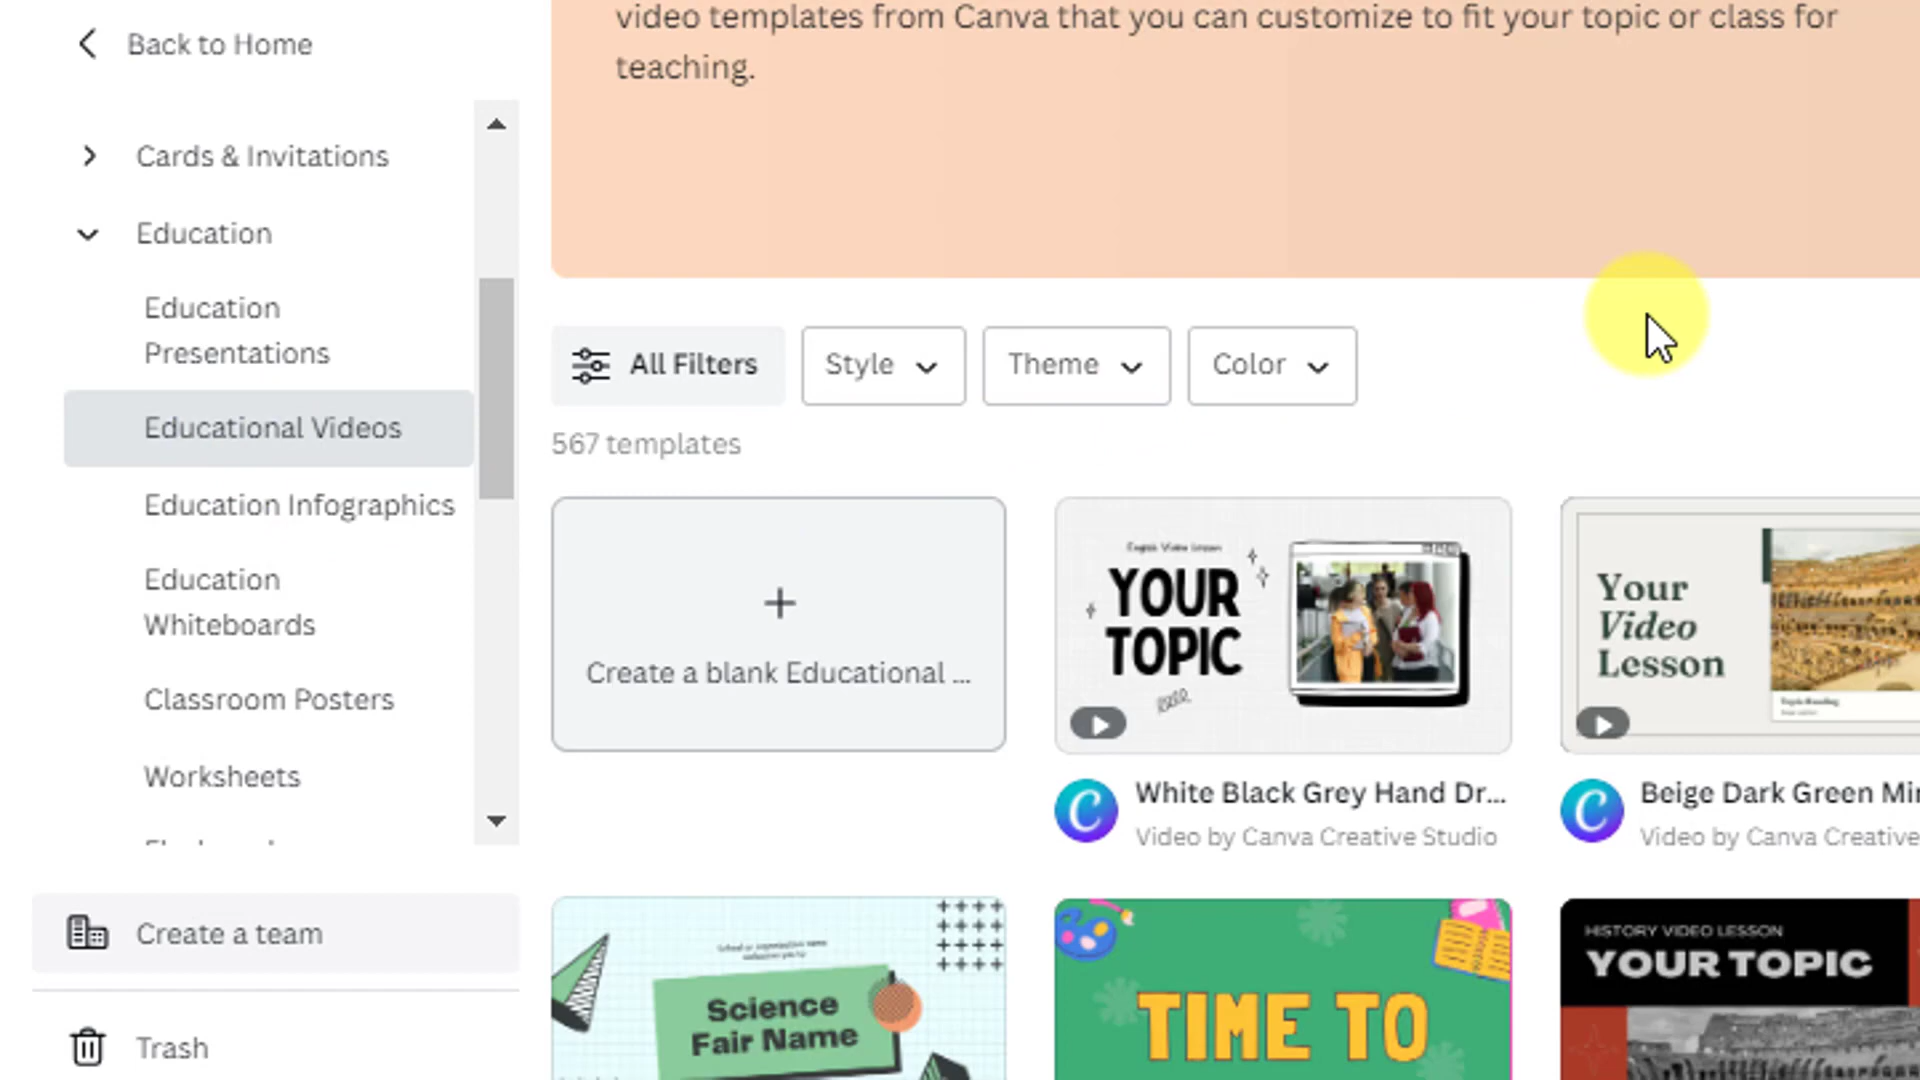 Back to Home
Cards & Invitations
Education
Education
Presentations
Educational Videos
Education Infographics
Education
Whiteboards
Classroom Posters
Worksheets
Create a team
Trash
video templates from Canva that you can customize to fit your topic or class for
teaching.
All Filters
Style
Theme
Color
567 templates
Create a blank Educational ...
English Video Lesson
YOUR
TOPIC
White Black Grey Hand Dr...
Video by Canva Creative Studio
Your
Video
Lesson
Beige Dark Green Min
Video by Canva Creative
Science
Fair Name
TIME TO
HISTORY VIDEO LESSON
YOUR TOPIC